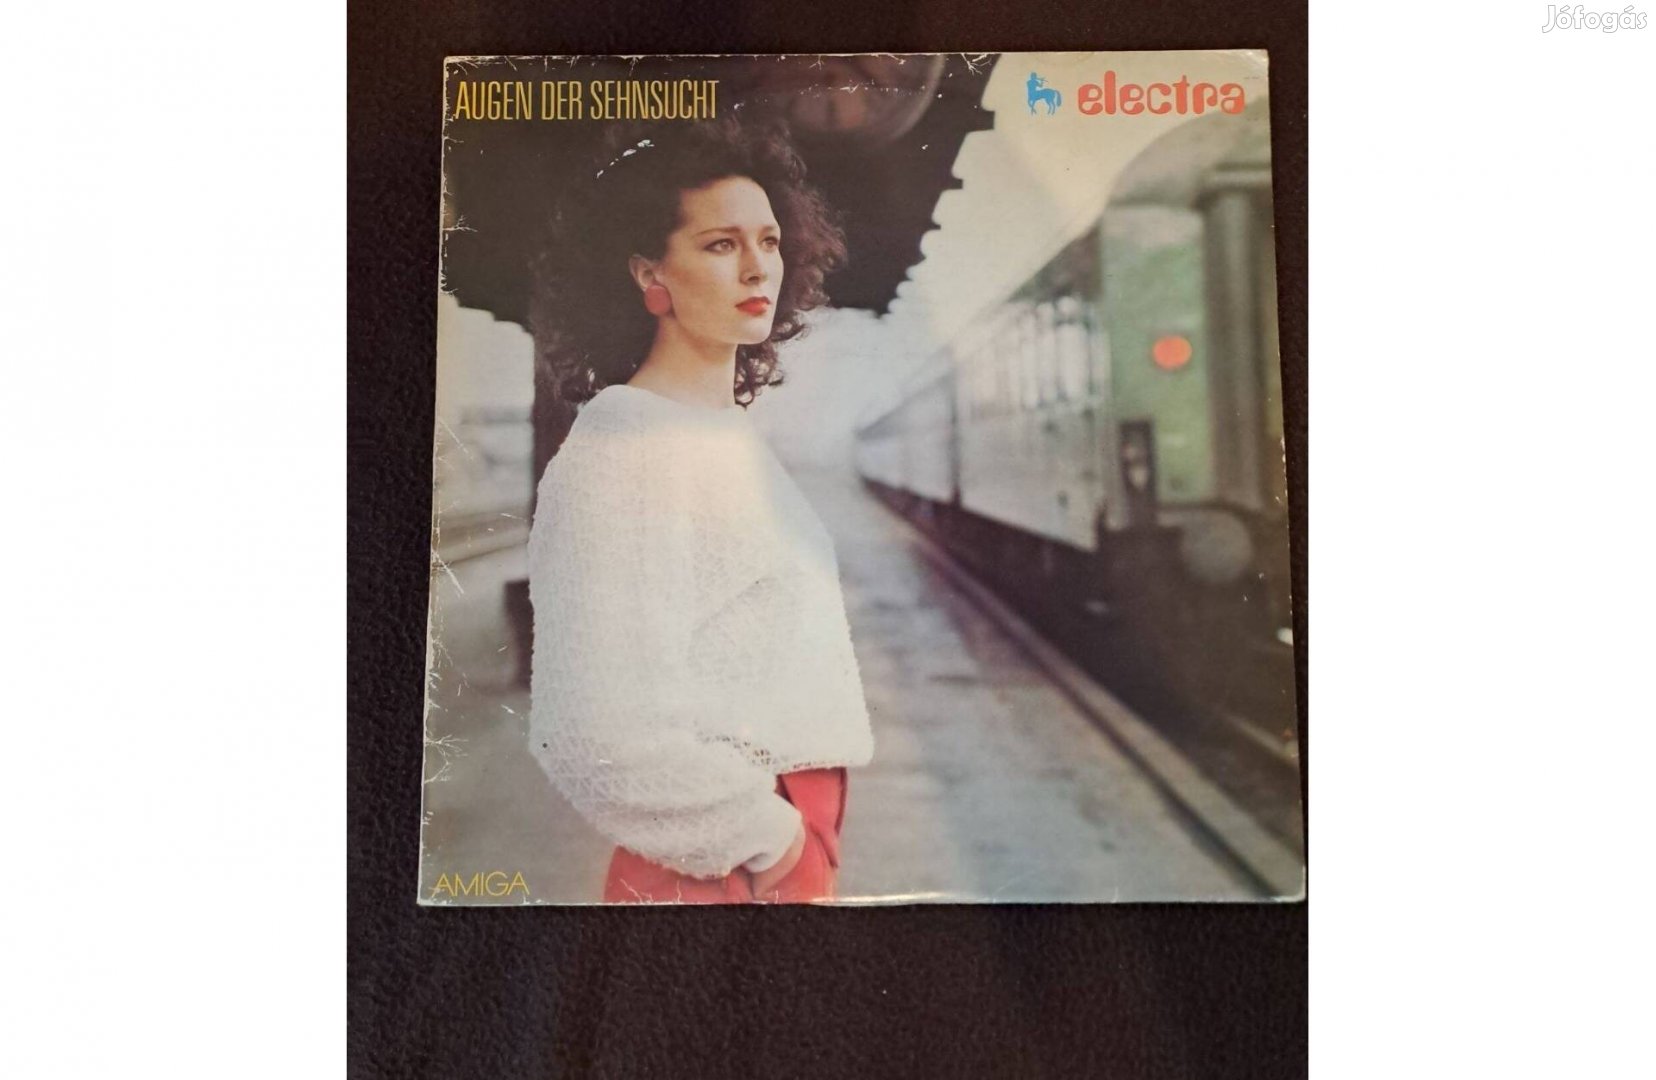 Jófogás
AUGEN DER SEHNSUCHT
electra
AMIGA